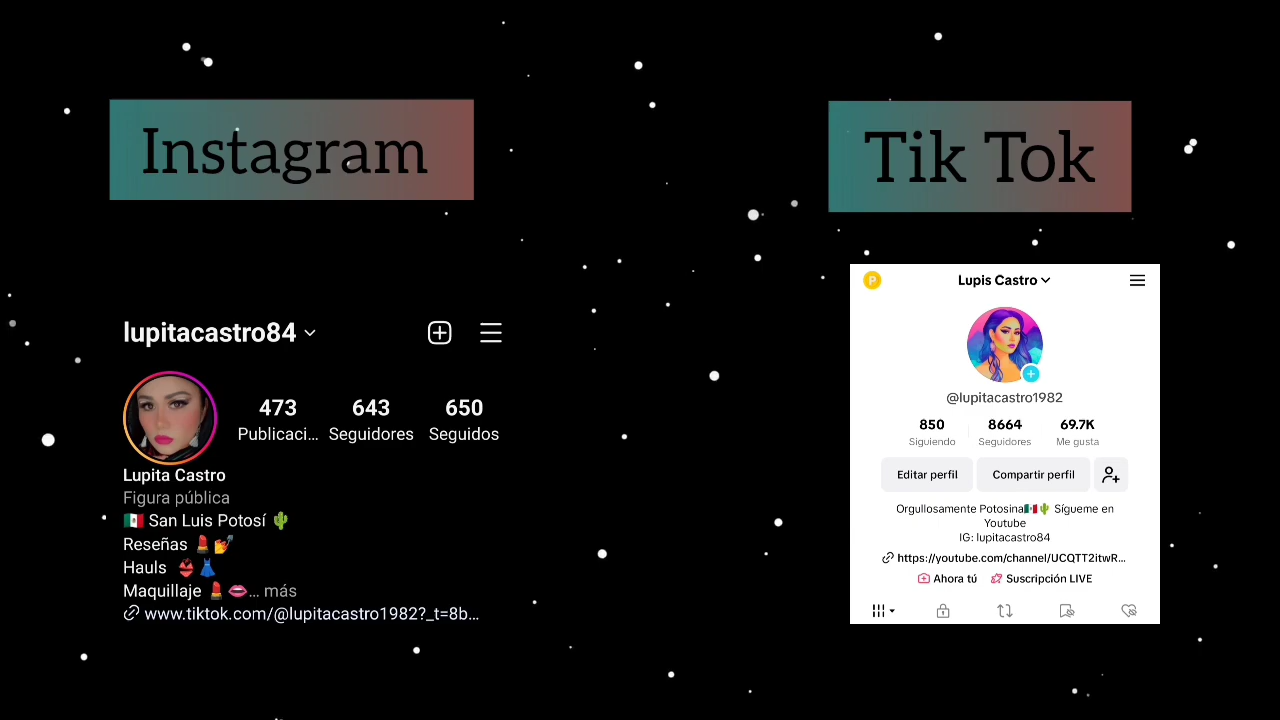 Instagram
lupitacastro84
473 643 650
Publicaci... Seguidores Seguidos
Lupita Castro
Figura pública
🇲🇽 San Luis Potosí 🌵
Reseñas 💄💅
Hauls 👙👗
Maquillaje 💄👄... más
www.tiktok.com/@lupitacastro1982?_t=8b...
Tik Tok
P
Lupis Castro
@lupitacastro1982
850 8664 69.7K
Siguiendo Seguidores Me gusta
Editar perfil Compartir perfil
Orgullosamente Potosina🇲🇽🌵 Sígueme en
Youtube
IG: lupitacastro84
https://youtube.com/channel/UCQTT2itwR...
Ahora tú Suscripción LIVE